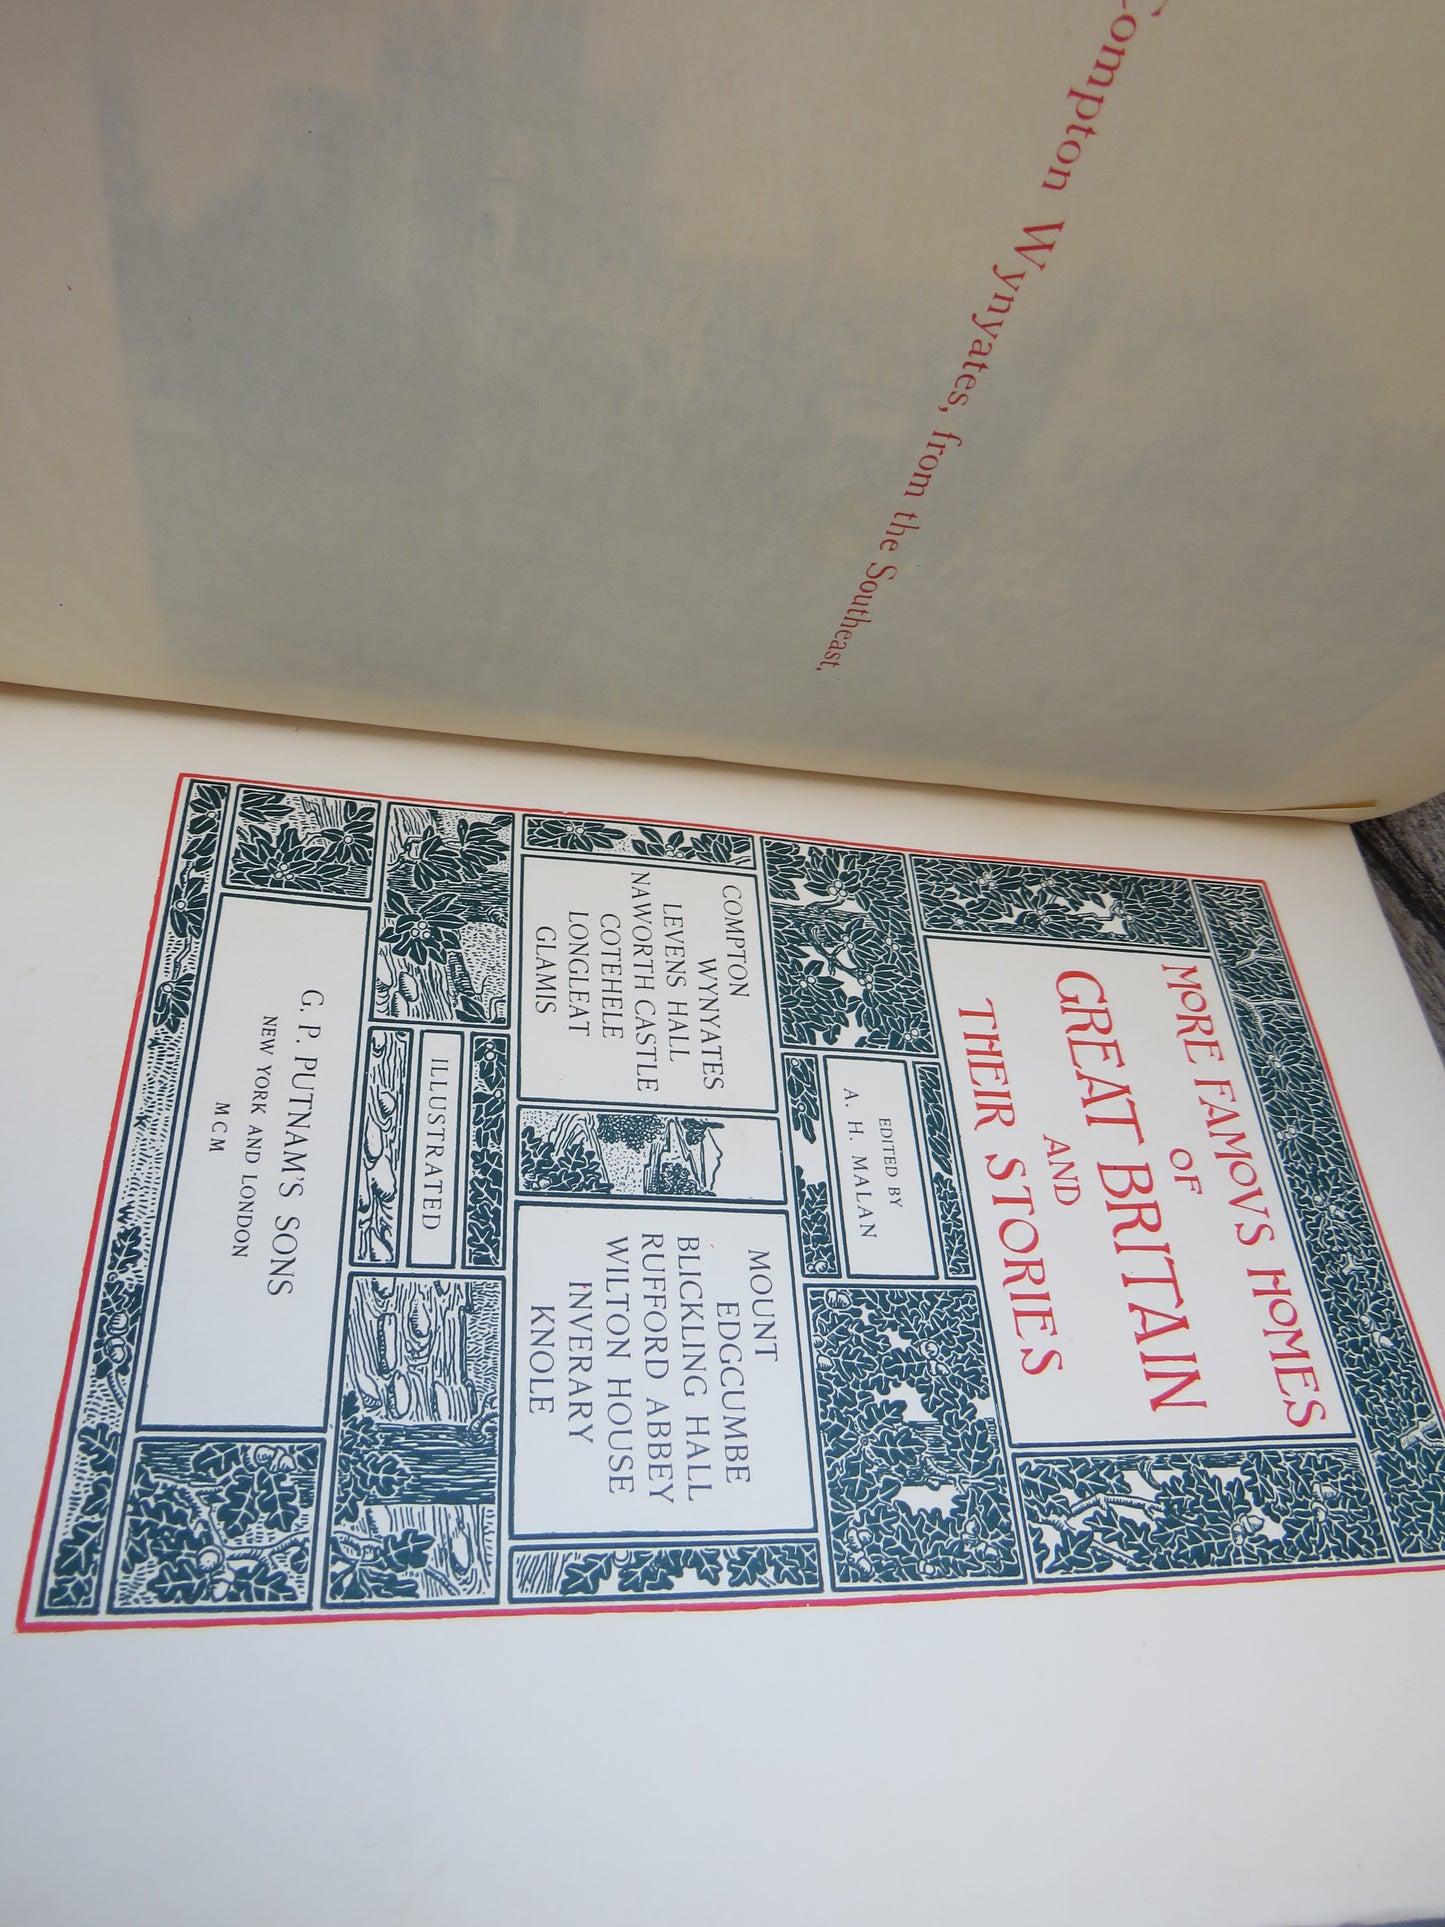 Compton Wynyates, from the Southeast,
MORE FAMOVS HOMES
OF
GREAT BRITAIN
AND
THEIR STORIES
EDITED BY
A. H. MALAN
COMPTON
WYNYATES
LEVENS HALL
NAWORTH CASTLE
COTEHELE
LONGLEAT
GLAMIS
MOUNT
EDGCUMBE
BLICKLING HALL
RUFFORD ABBEY
WILTON HOUSE
INVERARY
KNOLE
ILLUSTRATED
G. P. PUTNAM'S SONS
NEW YORK AND LONDON
MCM